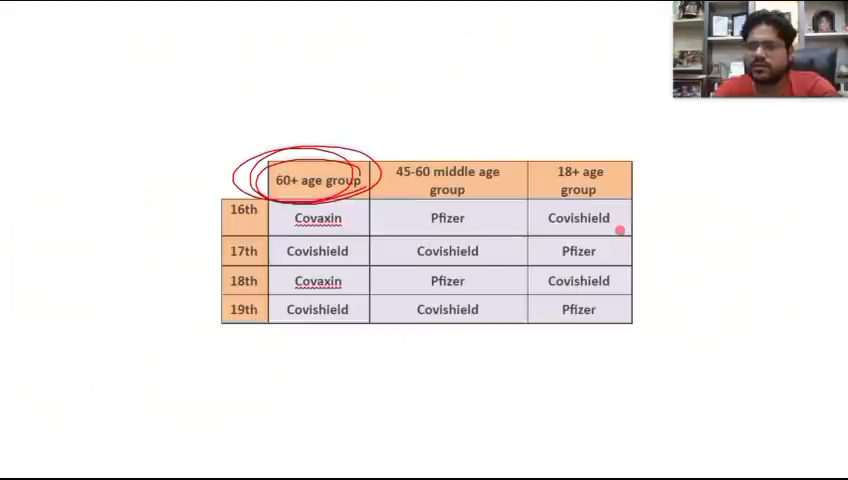 60+ age group 45-60 middle age group 18+ age group
16th Covaxin Pfizer Covishield
17th Covishield Covishield Pfizer
18th Covaxin Pfizer Covishield
19th Covishield Covishield Pfizer